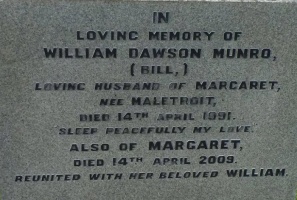 IN
LOVING MEMORY OF
WILLIAM DAWSON MUNRO,
(BILL,)
LOVING HUSBAND OF MARGARET,
NEE MALETROIT,
DIED 14TH APRIL 1991.
SLEEP PEACEFULLY MY LOVE.
ALSO OF MARGARET,
DIED 14TH APRIL 2009.
REUNITED WITH HER BELOVED WILLIAM.